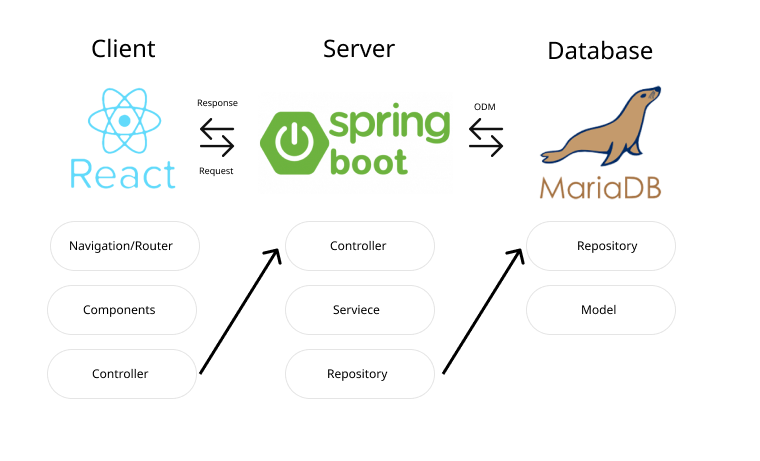 Client
Server
Database
Response
Request
ODM
React
spring
boot
MariaDB
Navigation/Router
Controller
Repository
Components
Serviece
Model
Controller
Repository